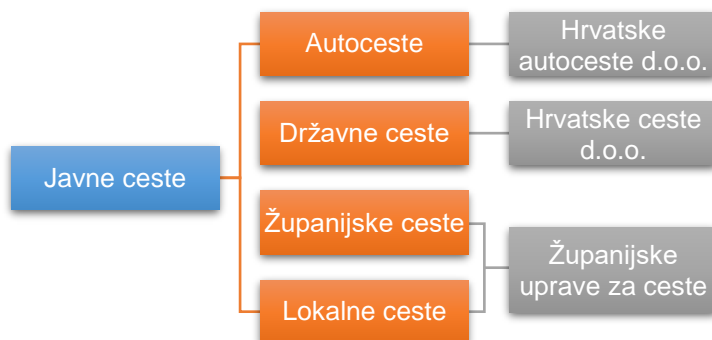 Javne ceste
Autoceste
Hrvatske
autoceste d.o.o.
Državne ceste
Hrvatske ceste
d.o.o.
Županijske ceste
Lokalne ceste
Županijske
uprave za ceste